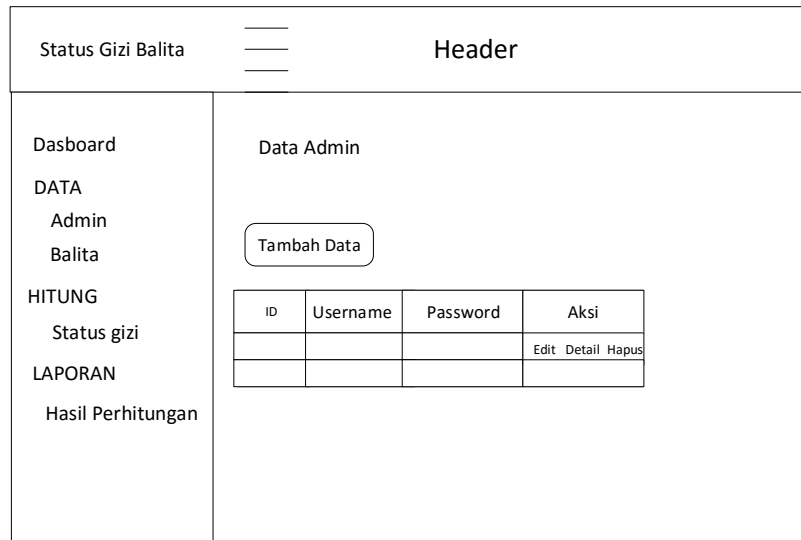 Status Gizi Balita
Header
Dasboard
DATA
Admin
Balita
HITUNG
Status gizi
LAPORAN
Hasil Perhitungan
Data Admin
Tambah Data
ID Username Password Aksi
Edit Detail Hapus